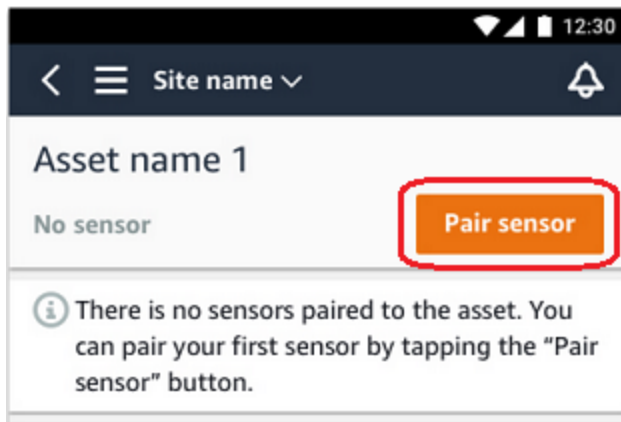 12:30
Site name
Asset name 1
No sensor
Pair sensor
There is no sensors paired to the asset. You
can pair your first sensor by tapping the “Pair
sensor” button.